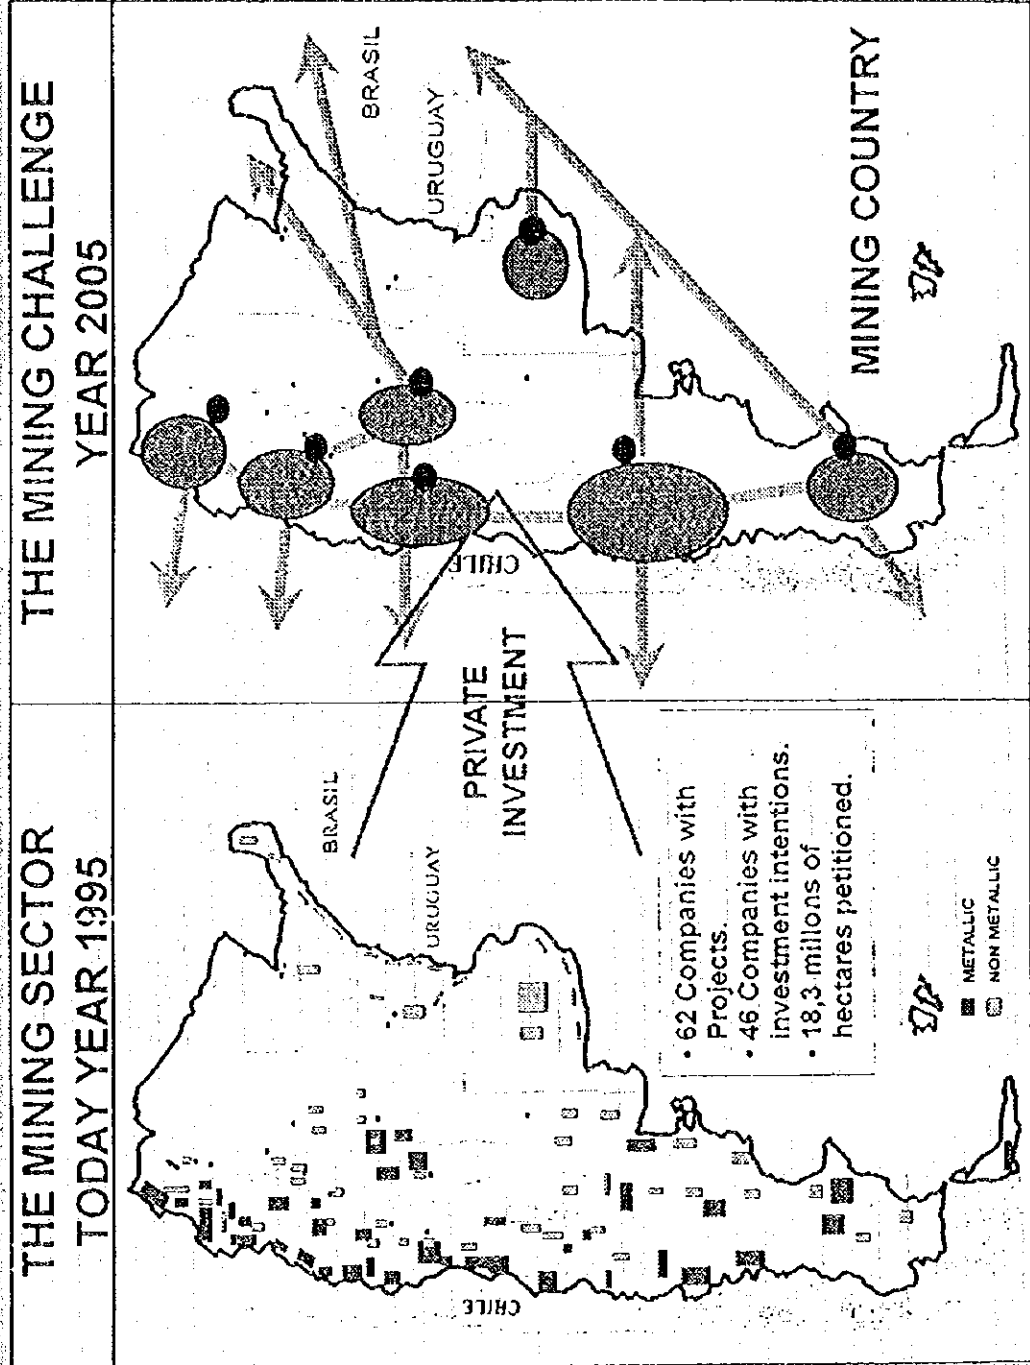 THE MINING SECTOR
TODAY YEAR 1995
BRASIL
URUGUAY
CHILE
• 62 Companies with
Projects.
• 46 Companies with
investment intentions.
• 18,3 millons of
hectares petitioned.
METALLIC
NON METALLIC
PRIVATE
INVESTMENT
THE MINING CHALLENGE
YEAR 2005
BRASIL
URUGUAY
CHILE
MINING COUNTRY